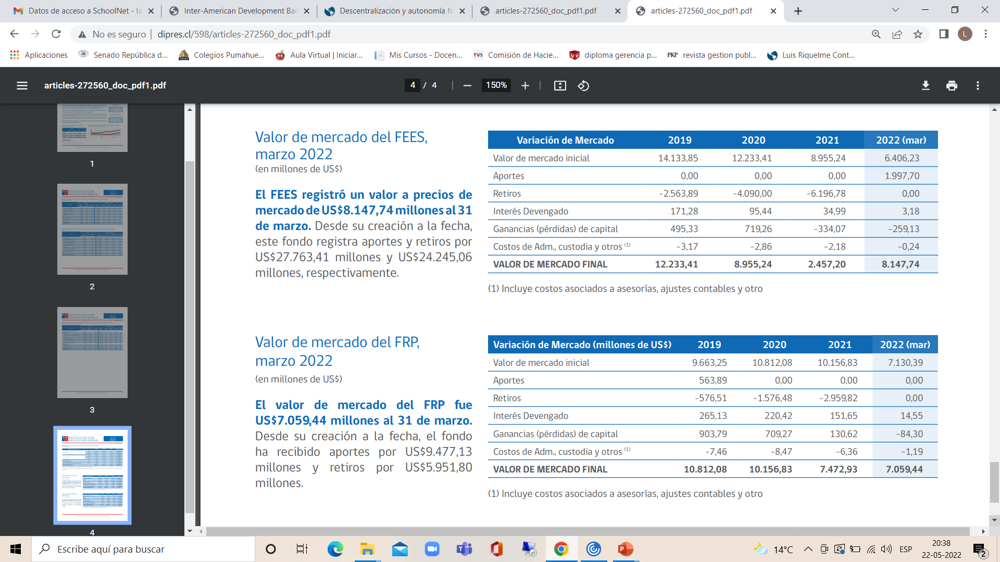 Datos de acceso a SchoolNet - la
Inter-American Development Ban
Descentralización y autonomía fis
articles-272560_doc_pdf1.pdf
articles-272560_doc_pdf1.pdf
No es seguro
dipres.cl/598/articles-272560_doc_pdf1.pdf
L
Aplicaciones
Senado República d...
Colegios Pumahue...
Aula Virtual | Iniciar...
Mis Cursos - Docen...
TVS Comisión de Hacie...
diploma gerencia p...
PKP revista gestion publ...
Luis Riquelme Cont...
articles-272560_doc_pdf1.pdf
4 / 4
150%
1
2
3
4
Valor de mercado del FEES,
marzo 2022
(en millones de US$)
El FEES registró un valor a precios de
mercado de US$8.147,74 millones al 31
de marzo. Desde su creación a la fecha,
este fondo registra aportes y retiros por
US$27.763,41 millones y US$24.245,06
millones, respectivamente.
Variación de Mercado 2019 2020 2021 2022 (mar)
Valor de mercado inicial 14.133,85 12.233,41 8.955,24 6.406,23
Aportes 0,00 0,00 0,00 1.997,70
Retiros -2.563,89 -4.090,00 -6.196,78 0,00
Interés Devengado 171,28 95,44 34,99 3,18
Ganancias (pérdidas) de capital 495,33 719,26 -334,07 -259,13
Costos de Adm., custodia y otros (1) -3,17 -2,86 -2,18 -0,24
VALOR DE MERCADO FINAL 12.233,41 8.955,24 2.457,20 8.147,74
(1) Incluye costos asociados a asesorías, ajustes contables y otro
Valor de mercado del FRP,
marzo 2022
(en millones de US$)
El valor de mercado del FRP fue
US$7.059,44 millones al 31 de marzo.
Desde su creación a la fecha, el fondo
ha recibido aportes por US$9.477,13
millones y retiros por US$5.951,80
millones.
Variación de Mercado (millones de US$) 2019 2020 2021 2022 (mar)
Valor de mercado inicial 9.663,25 10.812,08 10.156,83 7.130,39
Aportes 563,89 0,00 0,00 0,00
Retiros -576,51 -1.576,48 -2.959,82 0,00
Interés Devengado 265,13 220,42 151,65 14,55
Ganancias (pérdidas) de capital 903,79 709,27 130,62 -84,30
Costos de Adm., custodia y otros (1) -7,46 -8,47 -6,36 -1,19
VALOR DE MERCADO FINAL 10.812,08 10.156,83 7.472,93 7.059,44
(1) Incluye costos asociados a asesorías, ajustes contables y otro
Escribe aquí para buscar
14°C
ESP
20:38
22-05-2022
2